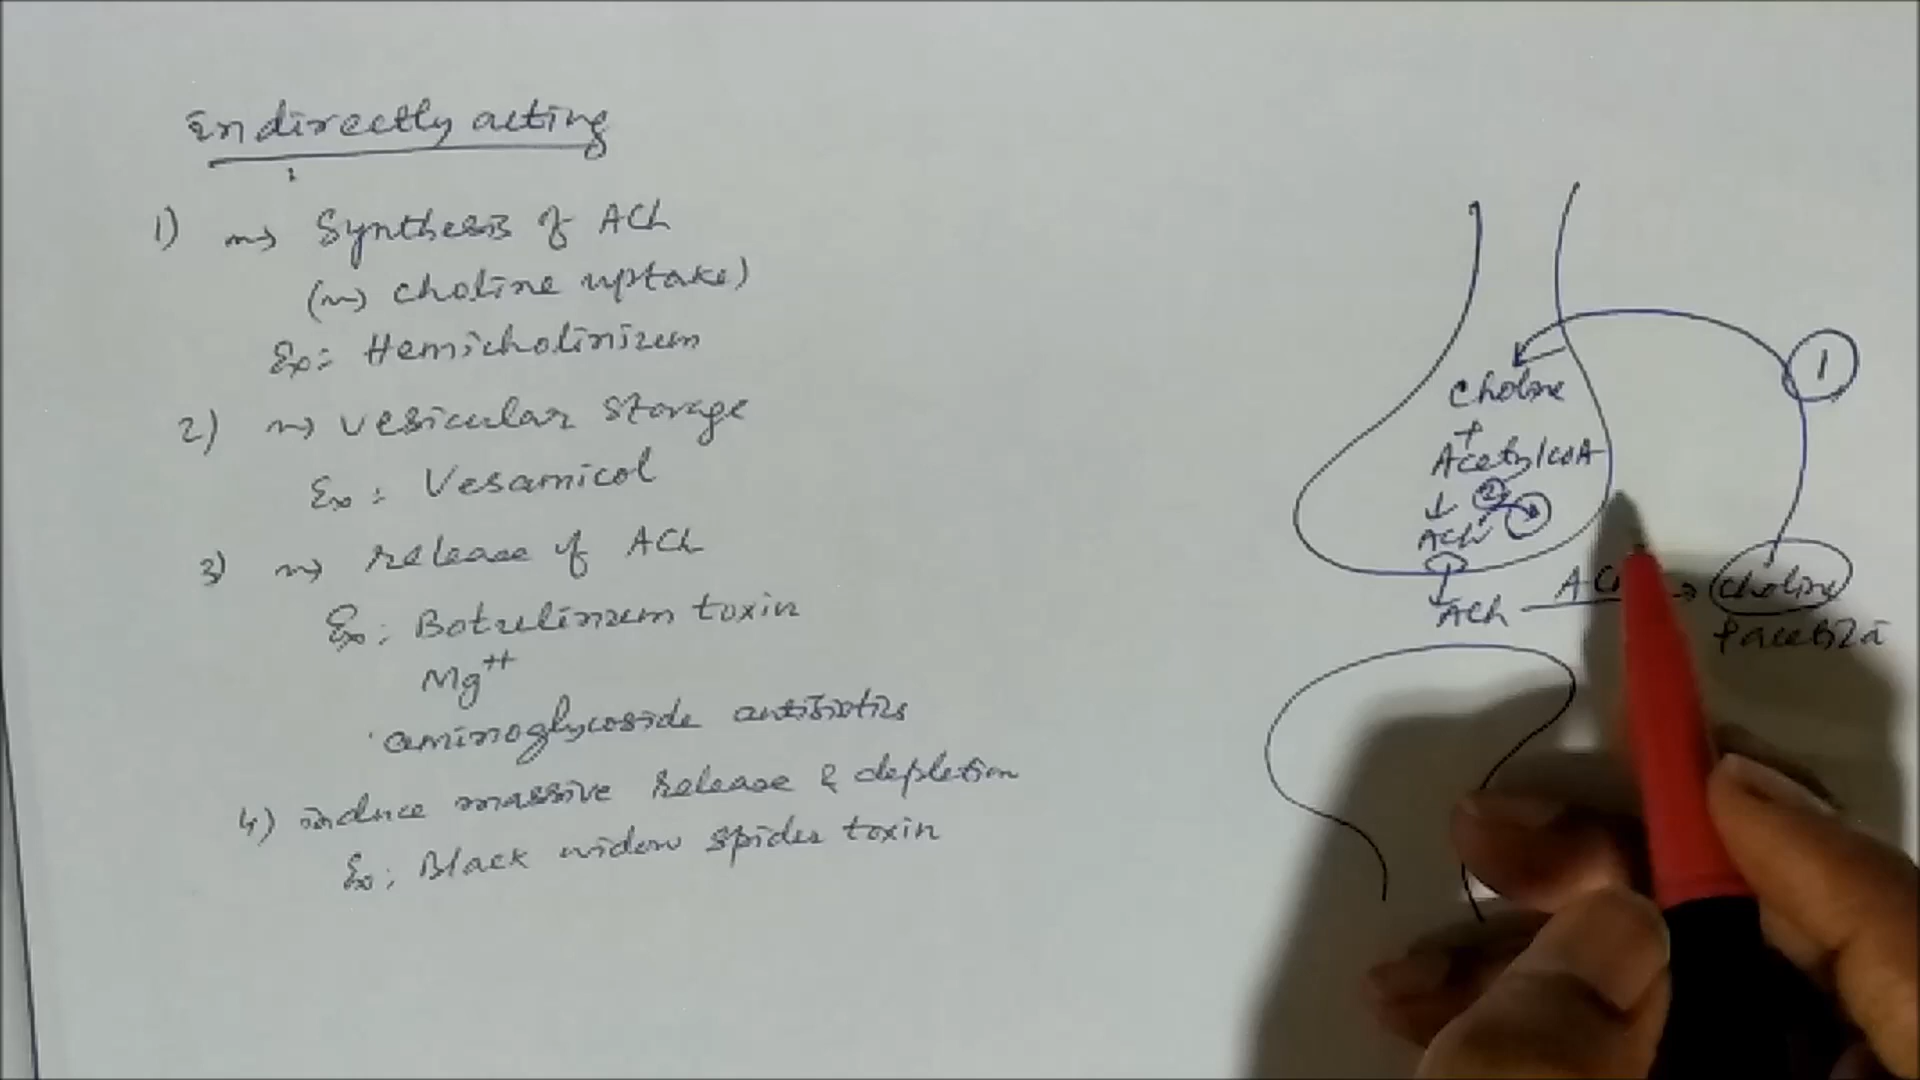 Indirectly acting
1) ⇝ Synthesis of ACh
(⇝ choline uptake)
Ex: Hemicholinium
2) ⇝ Vesicular storage
Ex: Vesamicol
3) ⇝ release of ACh
Ex: Botulinum toxin
Mg++
aminoglycoside antibiotics
4) induce massive release & depletion
Ex: Black widow spider toxin
1
Choline
+
Acetyl CoA
↓ 2
ACh
↓
ACh → Choline